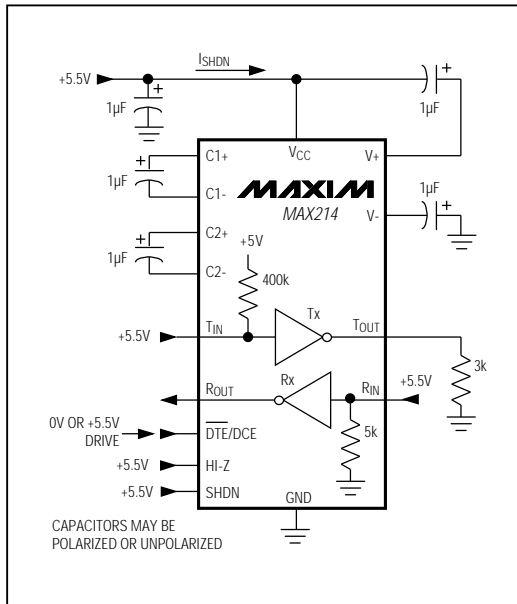 ISHDN
+5.5V
+
1µF
+
1µF
C1+
VCC
V+
+
1µF
C1-
MAXIM
MAX214
1µF
+
V-
C2+
+
1µF
C2-
+5V
400k
Tx
TIN
TOUT
+5.5V
3k
ROUT
Rx
RIN
+5.5V
5k
0V OR +5.5V
DRIVE
DTE/DCE
+5.5V
HI-Z
+5.5V
SHDN
GND
CAPACITORS MAY BE
POLARIZED OR UNPOLARIZED